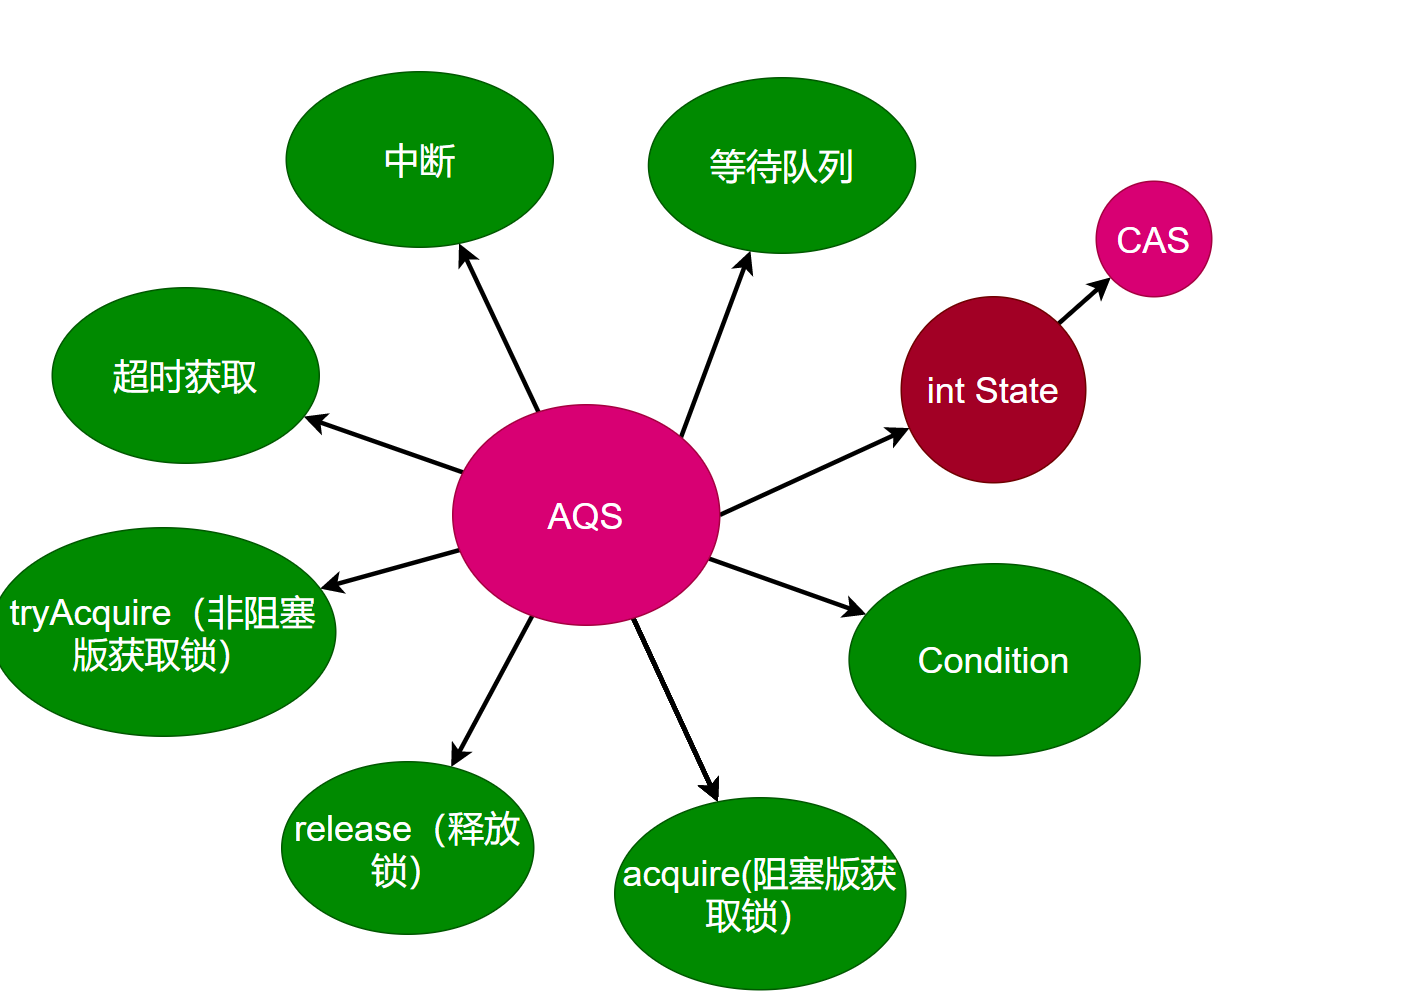 中断
等待队列
CAS
超时获取
int State
AQS
tryAcquire（非阻塞
版获取锁）
Condition
release（释放
锁）
acquire(阻塞版获
取锁）